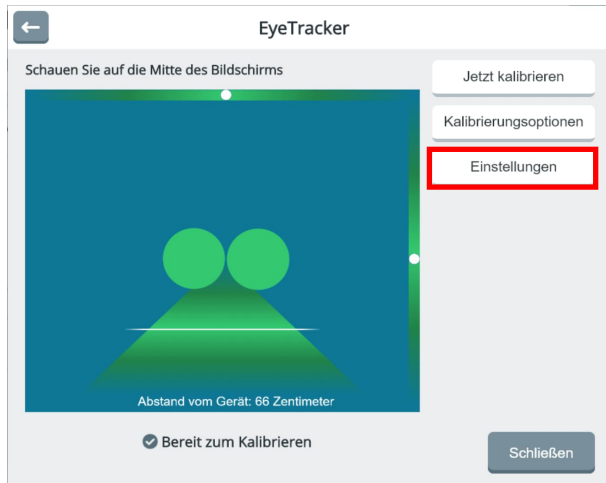 EyeTracker
Schauen Sie auf die Mitte des Bildschirms
Jetzt kalibrieren
Kalibrierungsoptionen
Einstellungen
Abstand vom Gerät: 66 Zentimeter
Bereit zum Kalibrieren
Schließen